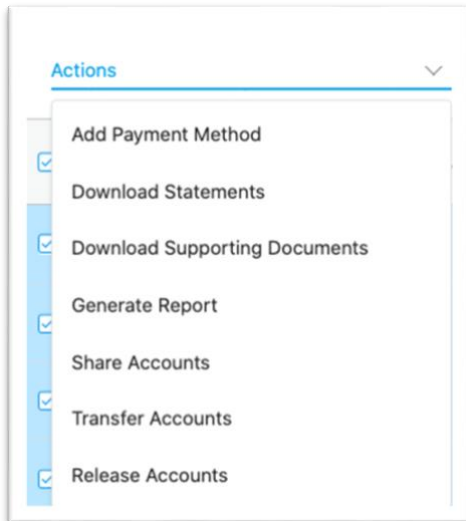 Actions
Add Payment Method
Download Statements
Download Supporting Documents
Generate Report
Share Accounts
Transfer Accounts
Release Accounts